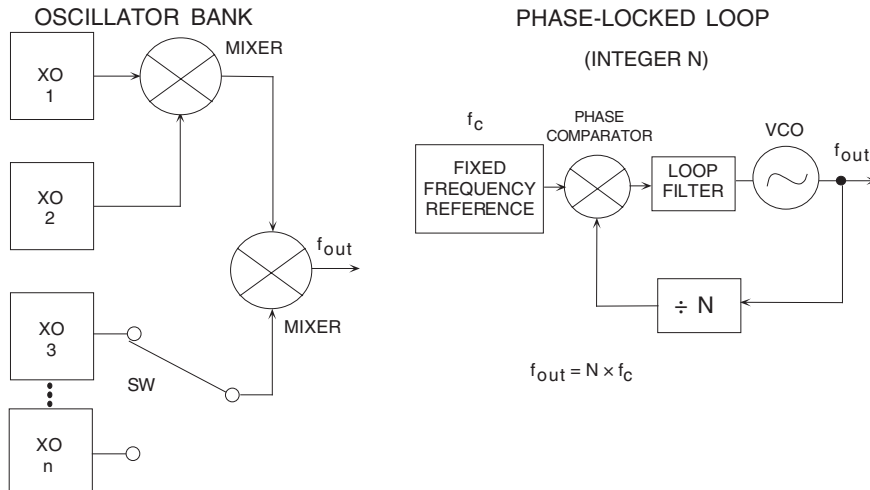 OSCILLATOR BANK
XO
1
MIXER
XO
2
f_out
MIXER
XO
3
SW
XO
n
PHASE-LOCKED LOOP
(INTEGER N)
f_c
FIXED
FREQUENCY
REFERENCE
PHASE
COMPARATOR
LOOP
FILTER
VCO
f_out
÷ N
f_out = N × f_c